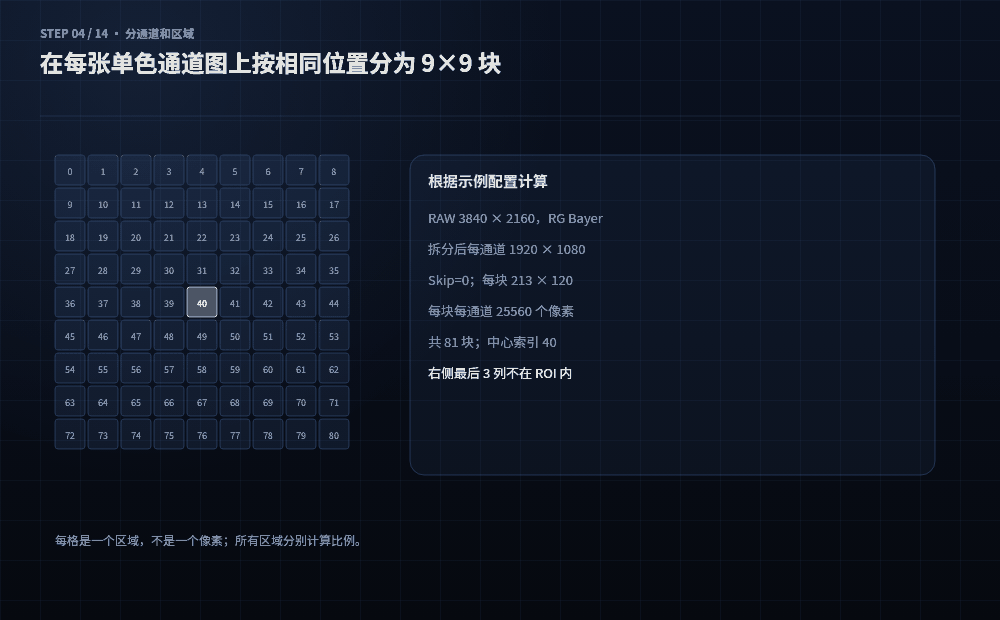 STEP 04 / 14 · 分通道和区域
在每张单色通道图上按相同位置分为 9×9 块
0 1 2 3 4 5 6 7 8
9 10 11 12 13 14 15 16 17
18 19 20 21 22 23 24 25 26
27 28 29 30 31 32 33 34 35
36 37 38 39 40 41 42 43 44
45 46 47 48 49 50 51 52 53
54 55 56 57 58 59 60 61 62
63 64 65 66 67 68 69 70 71
72 73 74 75 76 77 78 79 80
根据示例配置计算
RAW 3840 × 2160，RG Bayer
拆分后每通道 1920 × 1080
Skip=0；每块 213 × 120
每块每通道 25560 个像素
共 81 块；中心索引 40
右侧最后 3 列不在 ROI 内
每格是一个区域，不是一个像素；所有区域分别计算比例。